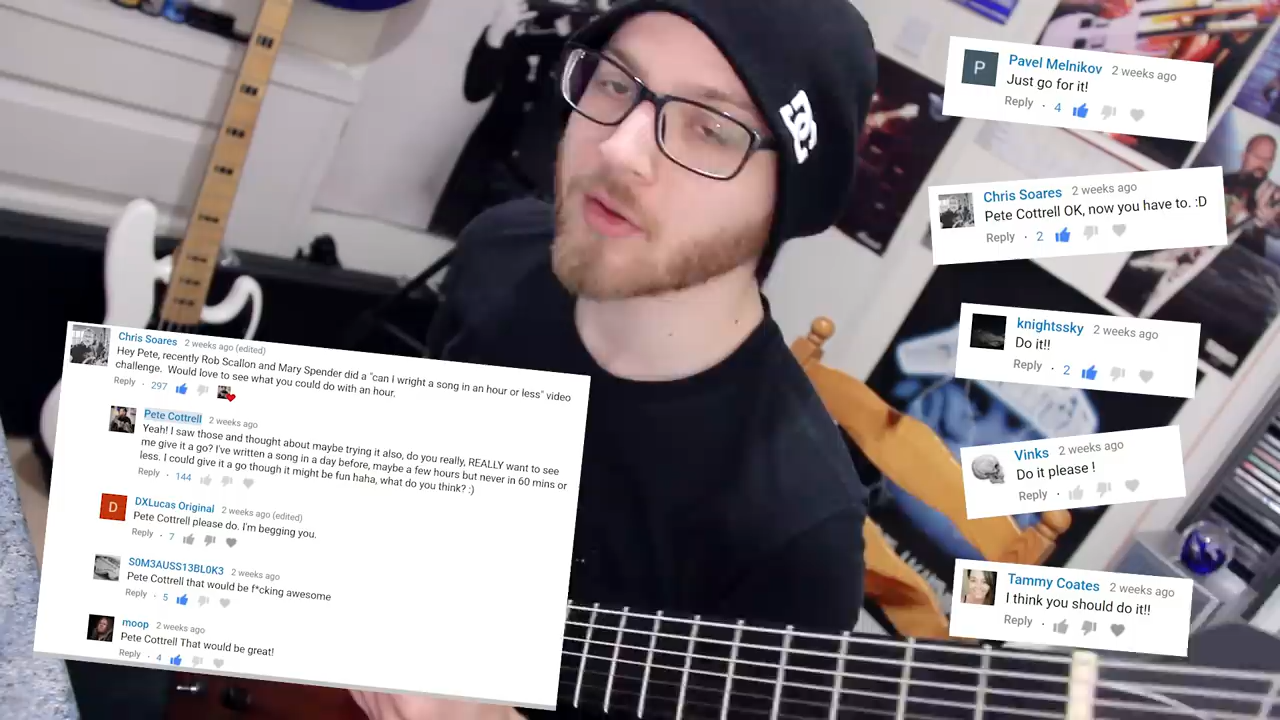 Chris Soares 2 weeks ago (edited)
Hey Pete, recently Rob Scallon and Mary Spender did a "can I wright a song in an hour or less" video
challenge. Would love to see what you could do with an hour.
Reply · 297
Pete Cottrell 2 weeks ago
Yeah! I saw those and thought about maybe trying it also, do you really, REALLY want to see
me give it a go? I've written a song in a day before, maybe a few hours but never in 60 mins or
less. I could give it a go though it might be fun haha, what do you think? :)
Reply · 144
D
DXLucas Original 2 weeks ago (edited)
Pete Cottrell please do. I'm begging you.
Reply · 7
S0M3AUSS13BL0K3 2 weeks ago
Pete Cottrell that would be f*cking awesome
Reply · 5
moop 2 weeks ago
Pete Cottrell That would be great!
Reply · 4
P
Pavel Melnikov 2 weeks ago
Just go for it!
Reply · 4
Chris Soares 2 weeks ago
Pete Cottrell OK, now you have to. :D
Reply · 2
knightssky 2 weeks ago
Do it!!
Reply · 2
Vinks 2 weeks ago
Do it please !
Reply ·
Tammy Coates 2 weeks ago
I think you should do it!!
Reply ·